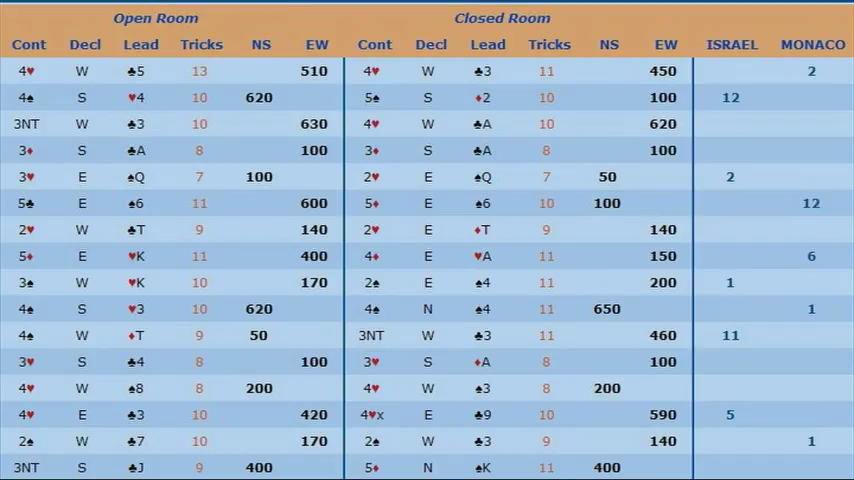 Open Room Closed Room
Cont Decl Lead Tricks NS EW Cont Decl Lead Tricks NS EW ISRAEL MONACO
4♥ W ♣5 13 510 4♥ W ♣3 11 450 2
4♠ S ♥4 10 620 5♠ S ♦2 10 100 12
3NT W ♣3 10 630 4♥ W ♣A 10 620
3♦ S ♣A 8 100 3♦ S ♣A 8 100
3♥ E ♠Q 7 100 2♥ E ♠Q 7 50 2
5♣ E ♠6 11 600 5♦ E ♠6 10 100 12
2♥ W ♣T 9 140 2♥ E ♦T 9 140
5♦ E ♥K 11 400 4♦ E ♥A 11 150 6
3♠ W ♥K 10 170 2♠ E ♠4 11 200 1
4♠ S ♥3 10 620 4♠ N ♠4 11 650 1
4♠ W ♦T 9 50 3NT W ♣3 11 460 11
3♥ S ♣4 8 100 3♥ S ♦A 8 100
4♥ W ♠8 8 200 4♥ W ♠3 8 200
4♥ E ♣3 10 420 4♥x E ♣9 10 590 5
2♠ W ♣7 10 170 2♠ W ♣3 9 140 1
3NT S ♣J 9 400 5♦ N ♠K 11 400